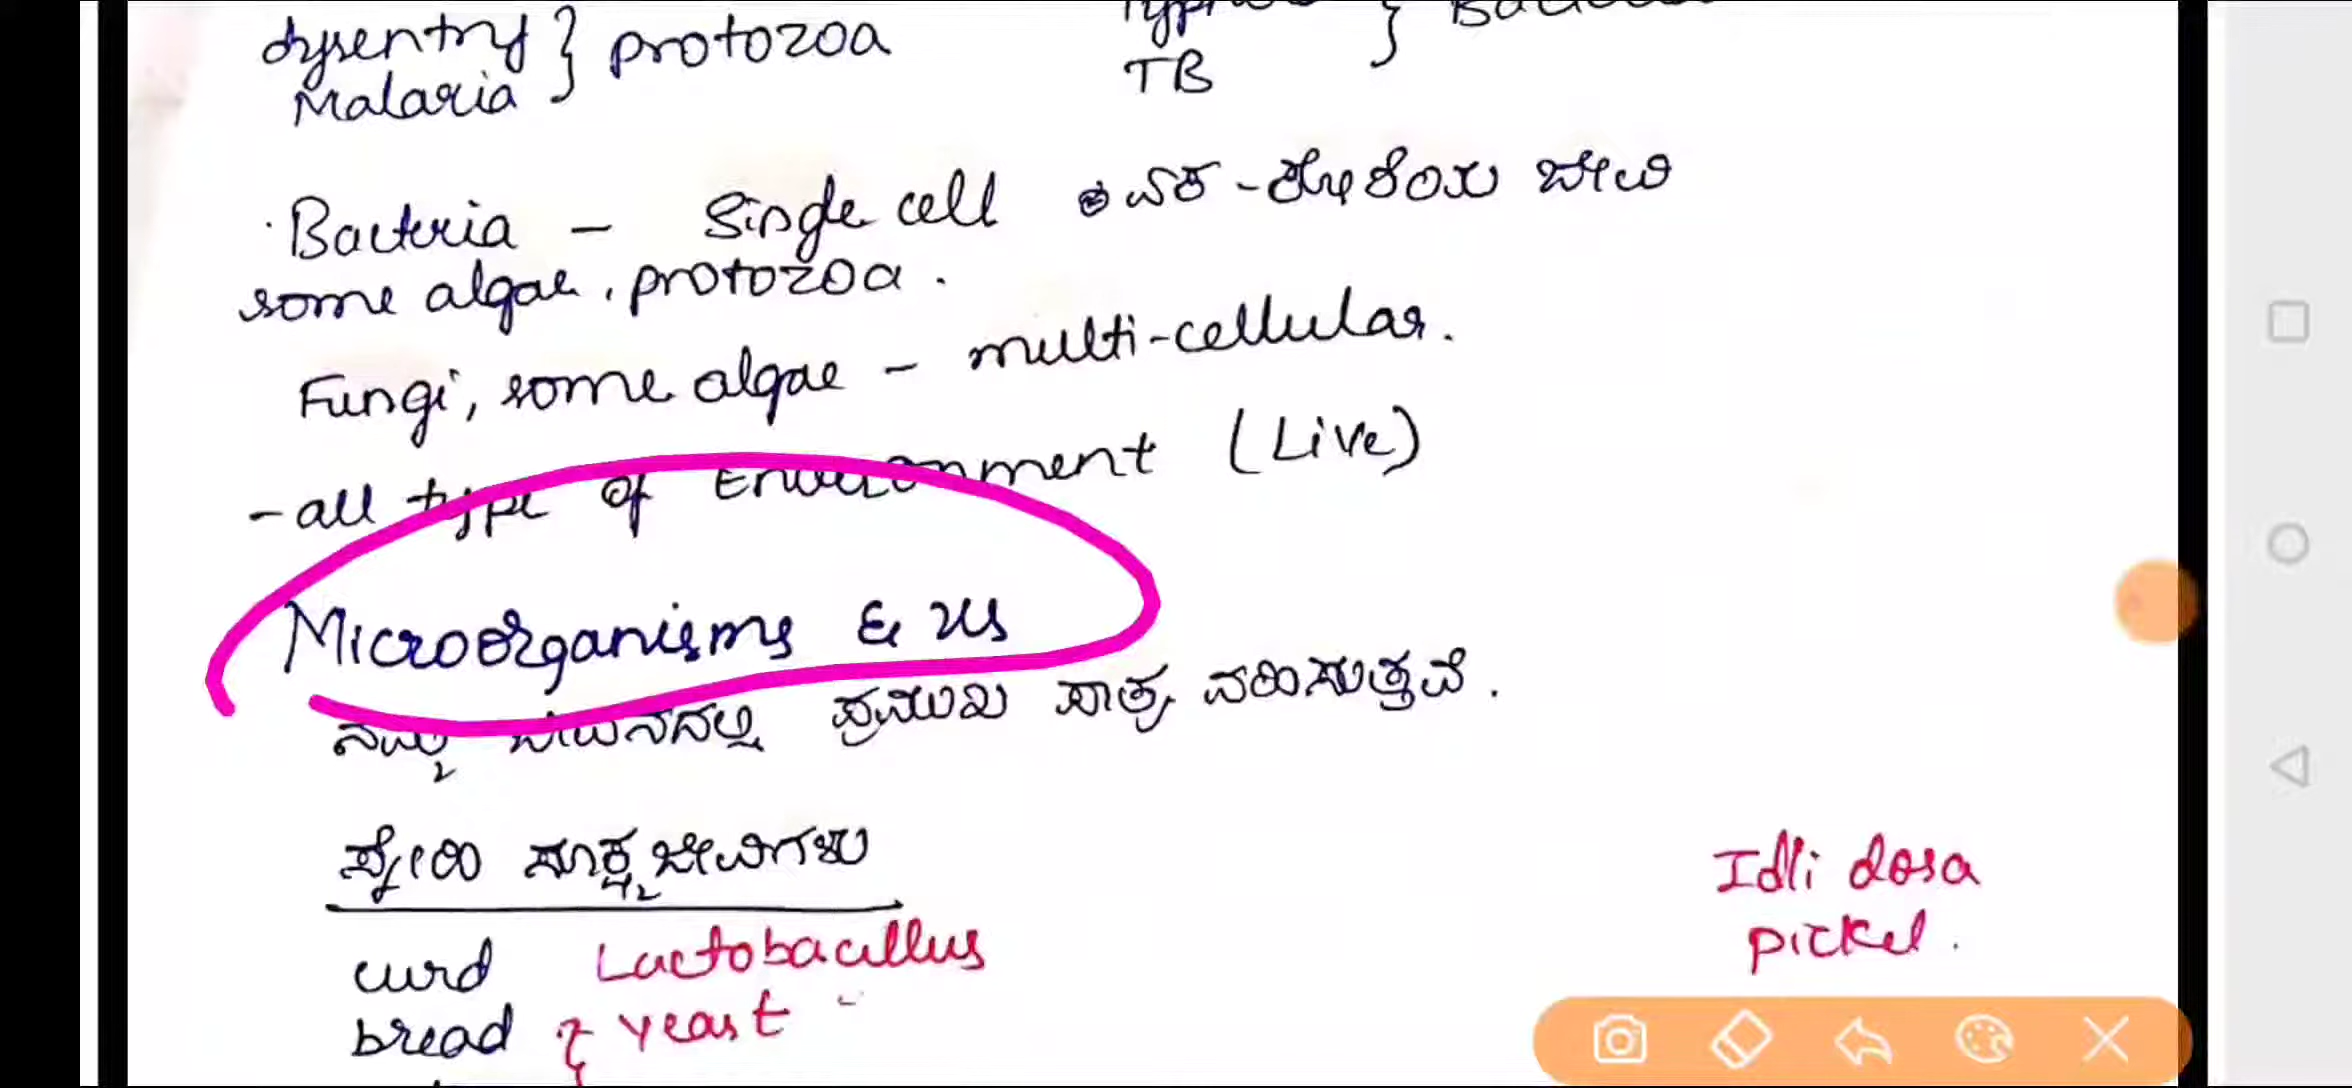 dysentry } protozoa
Malaria
TB
· Bacteria - Single cell ಏಕ-ಕೋಶೀಯ ಜೀವಿ
some algae, protozoa.
Fungi, some algae - multi-cellular.
- all type of Environment (Live)
Microorganisms & us
ನಮ್ಮ ಜೀವನದಲ್ಲಿ ಪ್ರಮುಖ ಪಾತ್ರ ವಹಿಸುತ್ತವೆ.
ಸ್ನೇಹಿ ಸೂಕ್ಷ್ಮಜೀವಿಗಳು
Idli dosa
pickel.
curd Lactobacillus
bread } yeast